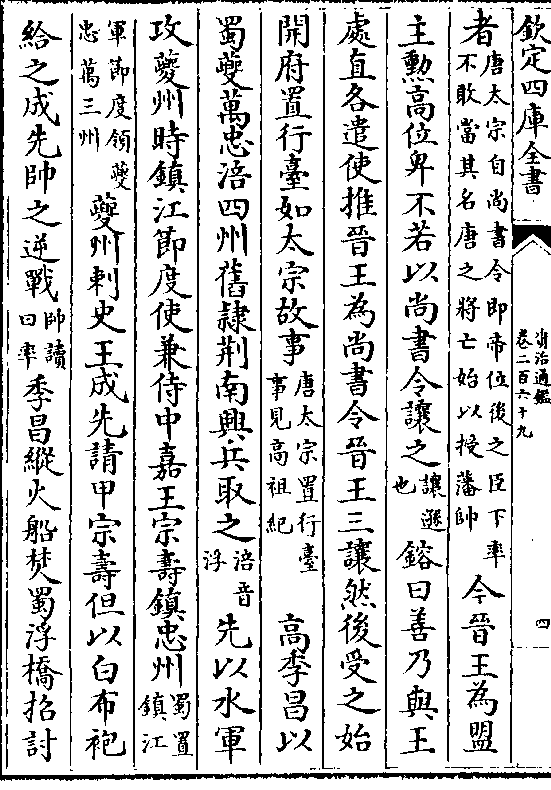 欽定四庫全書
資治通鑑
卷二百六十九
四
者唐太宗自尚書令即帝位後之臣下率不敢當其名唐之將亡始以授藩帥今晉王為盟
主勲高位卑不若以尚書令讓之讓遜也鎔曰善乃與王
處直各遣使推晉王為尚書令晉王三讓然後受之始
開府置行臺如太宗故事唐太宗置行臺事見高祖紀高季昌以
蜀夔萬忠涪四州舊隷荆南興兵取之涪音浮先以水軍
攻夔州時鎮江節度使兼侍中嘉王宗壽鎮忠州蜀置鎮江
軍節度領夔忠萬三州夔州刺史王成先請甲宗壽但以白布袍
給之成先帥之逆戰帥讀曰率季昌縱火船焚蜀浮橋招討